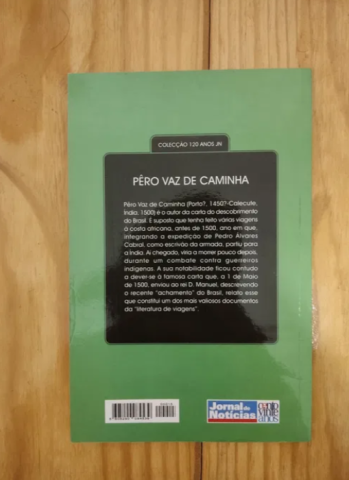 COLECÇÃO 120 ANOS JN
PÊRO VAZ DE CAMINHA
Pêro Vaz de Caminha (Porto?, 1450?-Calecute,
Índia, 1500) é o autor da carta do descobrimento
do Brasil. É suposto que tenha feito várias viagens
à costa africana, antes de 1500, ano em que,
integrando a expedição de Pedro Álvares
Cabral, como escrivão da armada, partiu para
a Índia. Aí chegado, viria a morrer pouco depois,
durante um combate contra guerreiros
indígenas. A sua notabilidade ficou contudo
a dever-se à famosa carta que, a 1 de Maio
de 1500, enviou ao rei D. Manuel, descrevendo
o recente "achamento" do Brasil, relato esse
que constitui um dos mais valiosos documentos
da "literatura de viagens".
Jornal de
Notícias